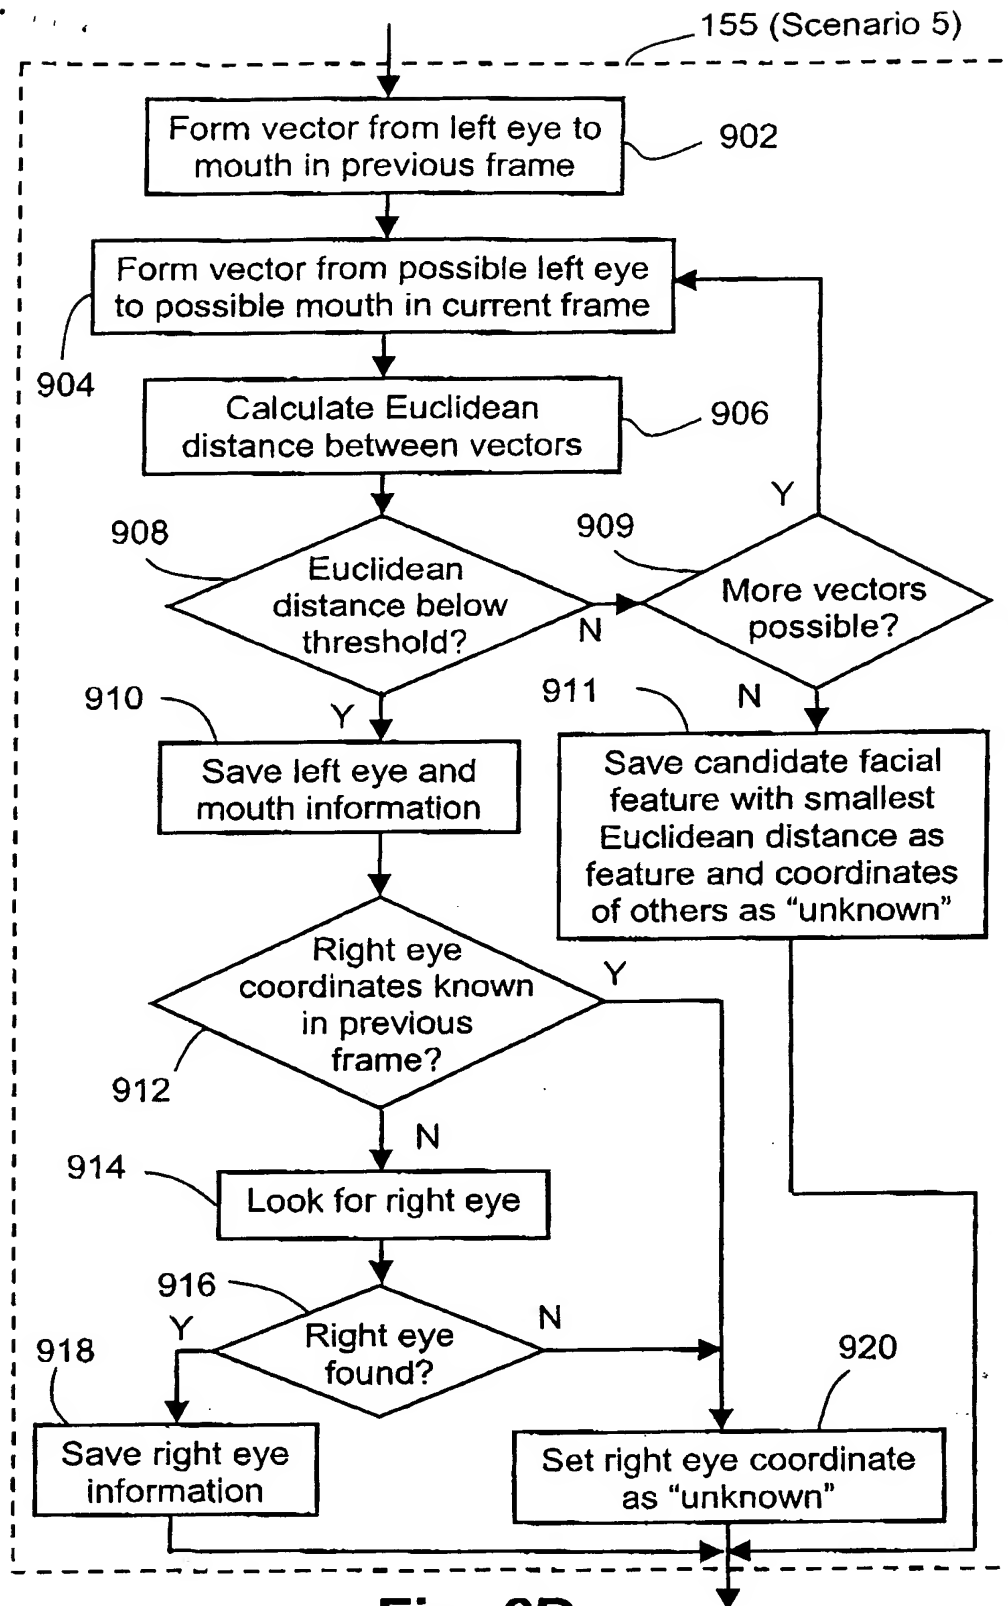 155 (Scenario 5)
Form vector from left eye to
mouth in previous frame
902
Form vector from possible left eye
to possible mouth in current frame
904
Calculate Euclidean
distance between vectors
906
Y
908
909
Euclidean
distance below
threshold?
N
More vectors
possible?
910
Y
911
N
Save left eye and
mouth information
Save candidate facial
feature with smallest
Euclidean distance as
feature and coordinates
of others as “unknown”
Right eye
coordinates known
in previous
frame?
Y
912
N
914
Look for right eye
916
Y
Right eye
found?
N
918
920
Save right eye
information
Set right eye coordinate
as “unknown”